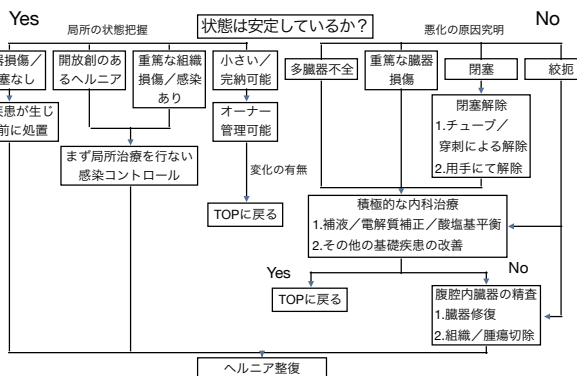 Yes
局所の状態把握
状態は安定しているか？
悪化の原因究明
No
器損傷／
塞なし
開放創のあ
るヘルニア
重篤な組織
損傷／感染
あり
小さい／
完納可能
多臓器不全
重篤な臓器
損傷
閉塞
絞扼
疾患が生じ
前に処置
オーナー
管理可能
閉塞解除
1.チューブ／
穿刺による解除
2.用手にて解除
まず局所治療を行ない
感染コントロール
変化の有無
TOPに戻る
積極的な内科治療
1.補液／電解質補正／酸塩基平衡
2.その他の基礎疾患の改善
Yes
No
TOPに戻る
腹腔内臓器の精査
1.臓器修復
2.組織／腫瘍切除
ヘルニア整復